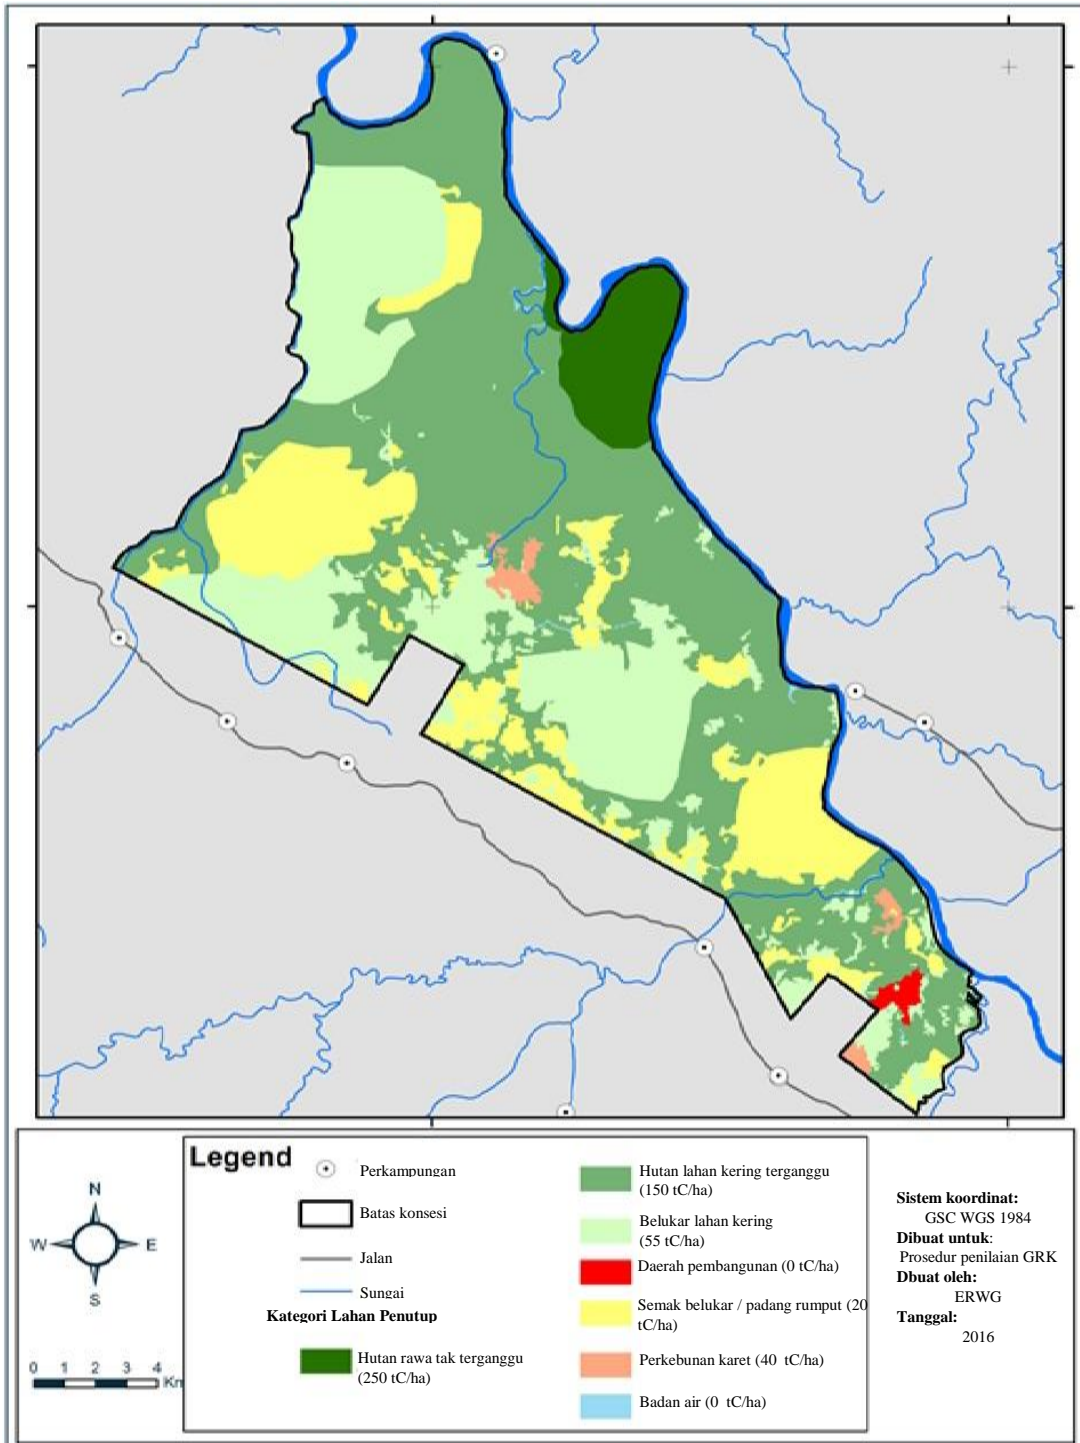 Legend
Perkampungan
Batas konsesi
Jalan
Sungai
Kategori Lahan Penutup
Hutan rawa tak terganggu
(250 tC/ha)
Hutan lahan kering terganggu
(150 tC/ha)
Belukar lahan kering
(55 tC/ha)
Daerah pembangunan (0 tC/ha)
Semak belukar / padang rumput (20
tC/ha)
Perkebunan karet (40 tC/ha)
Badan air (0 tC/ha)
N
W E
S
0 1 2 3 4
Km
Sistem koordinat:
GSC WGS 1984
Dibuat untuk:
Prosedur penilaian GRK
Dbuat oleh:
ERWG
Tanggal:
2016